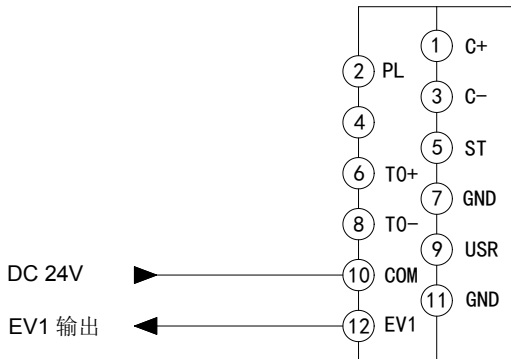 ① C+
② PL
③ C-
④
⑤ ST
⑥ TO+
⑦ GND
⑧ TO-
⑨ USR
DC 24V ⑩ COM
⑪ GND
EV1 输出 ⑫ EV1